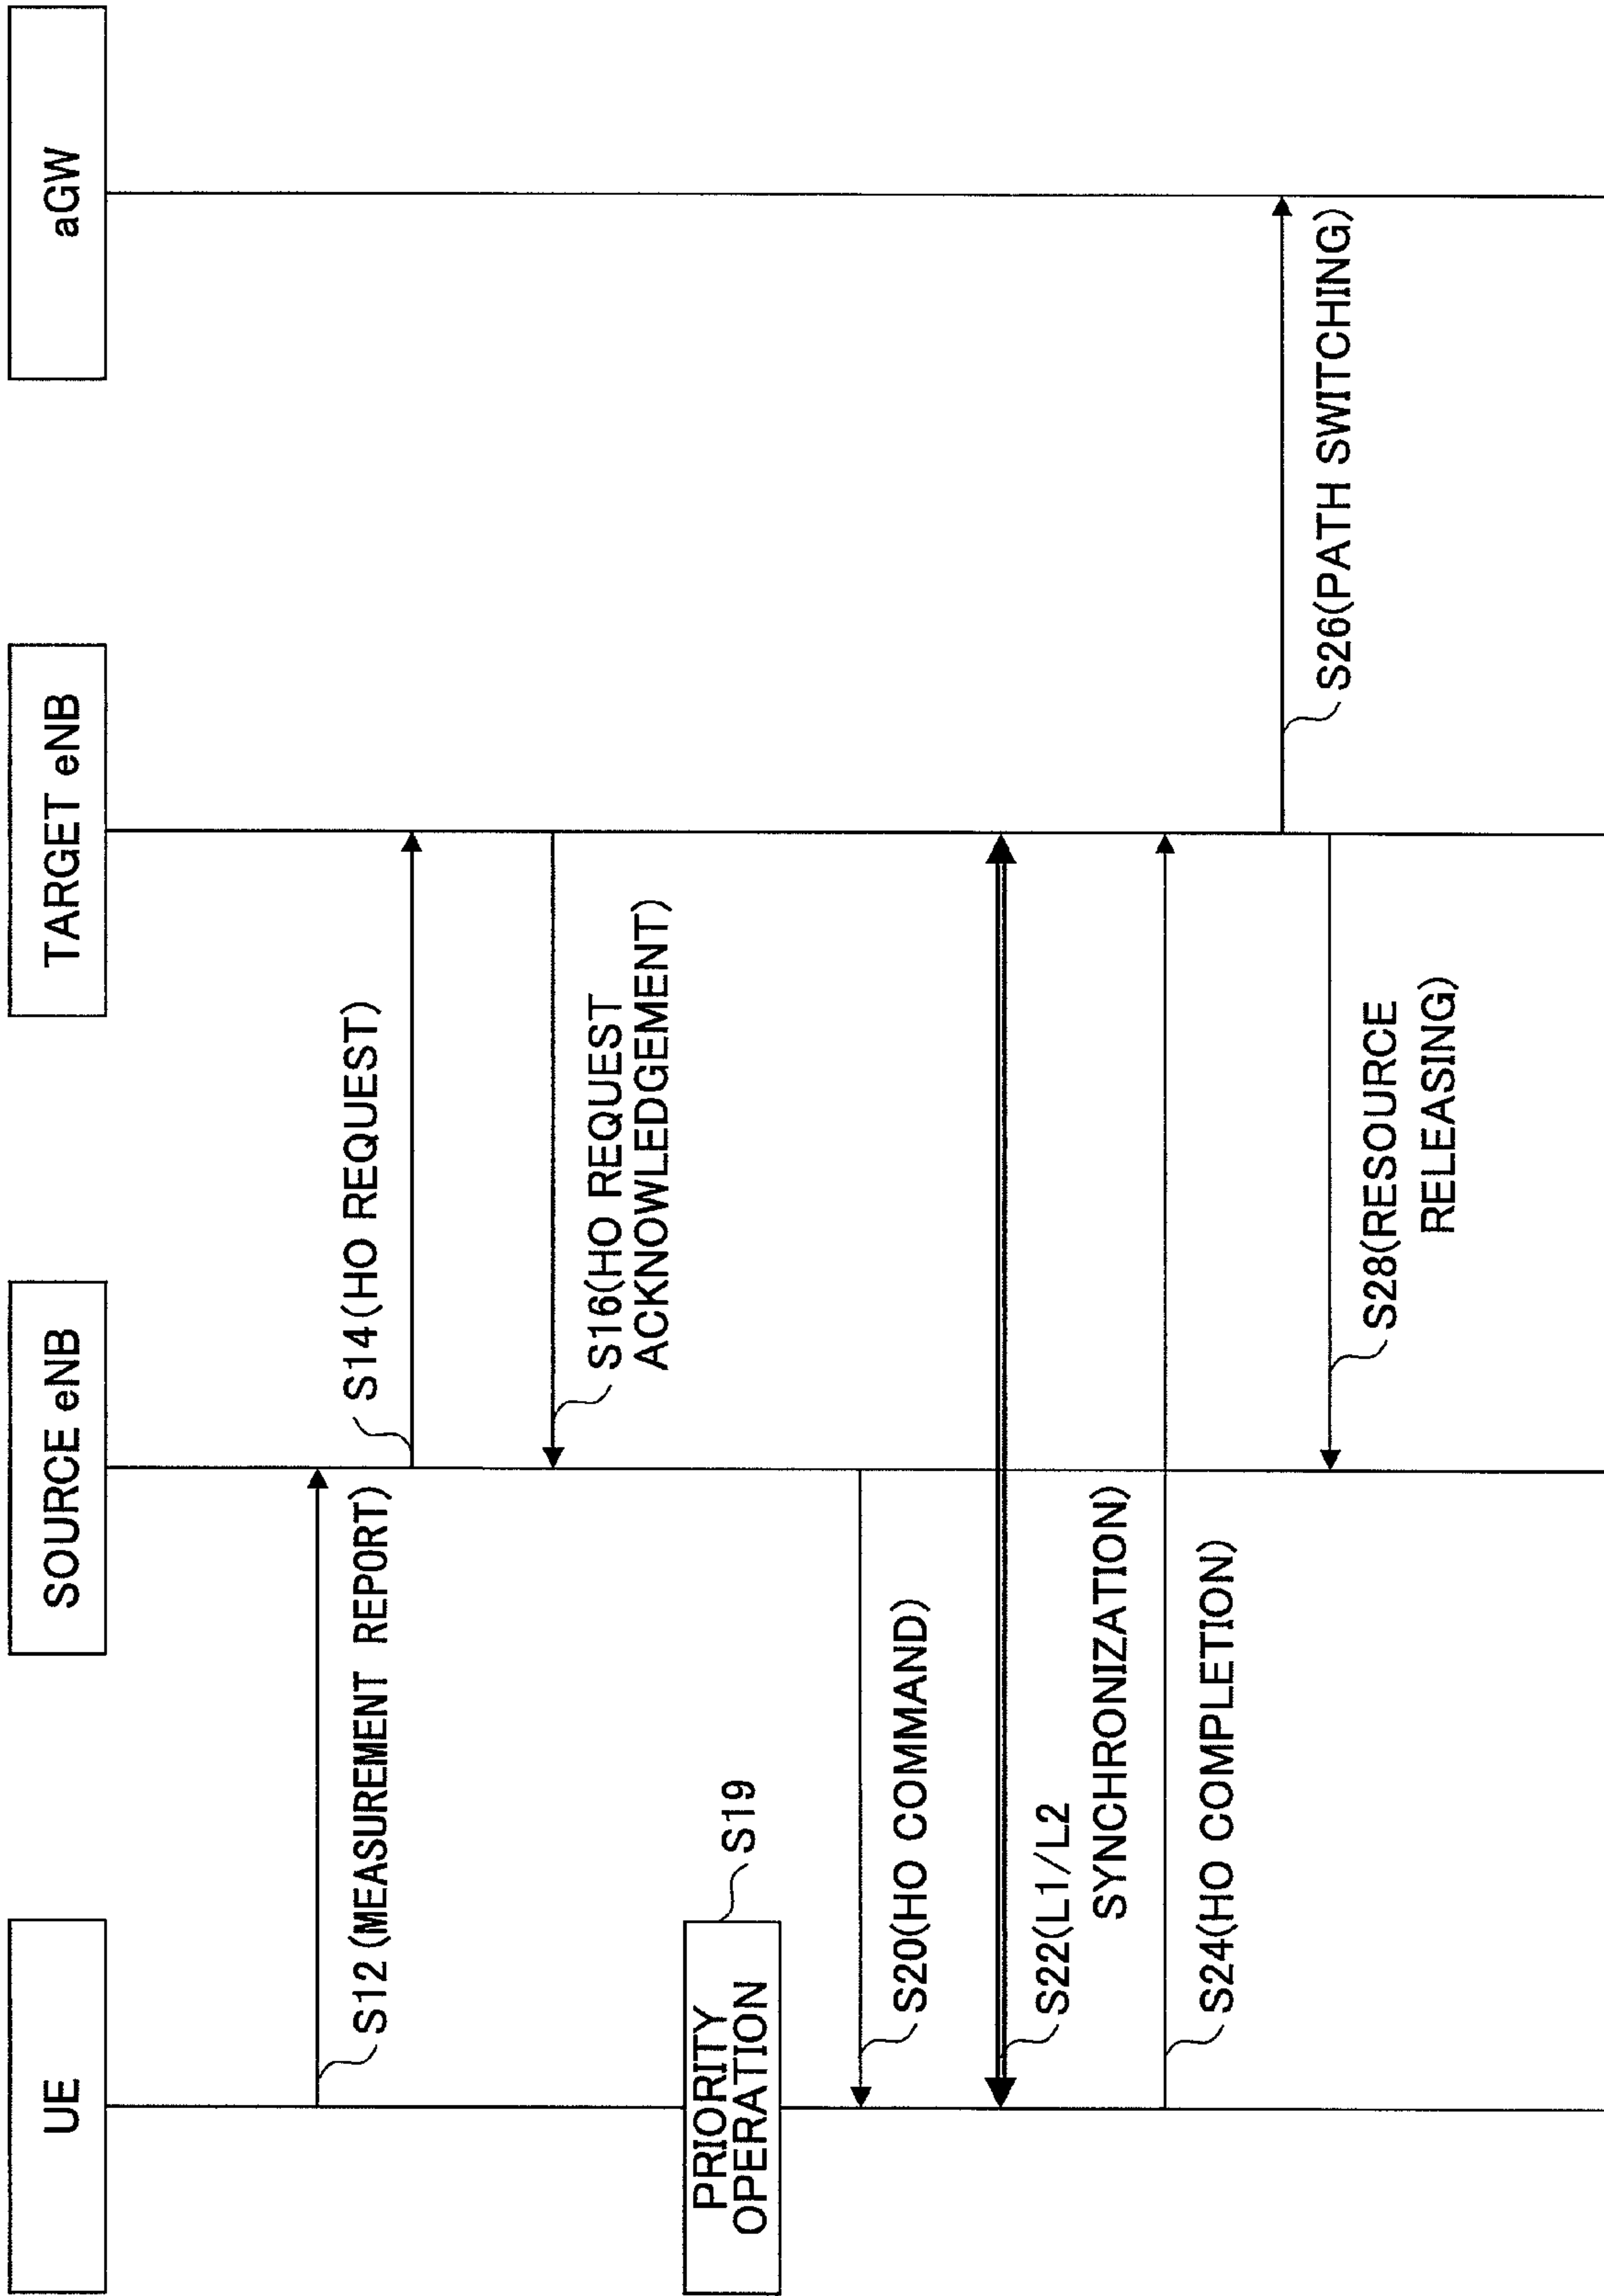 UE
SOURCE eNB
TARGET eNB
aGW
S12(MEASUREMENT REPORT)
S14(HO REQUEST)
S16(HO REQUEST
ACKNOWLEDGEMENT)
PRIORITY
OPERATION
S19
S20(HO COMMAND)
S22(L1/L2
SYNCHRONIZATION)
S24(HO COMPLETION)
S26(PATH SWITCHING)
S28(RESOURCE
RELEASING)